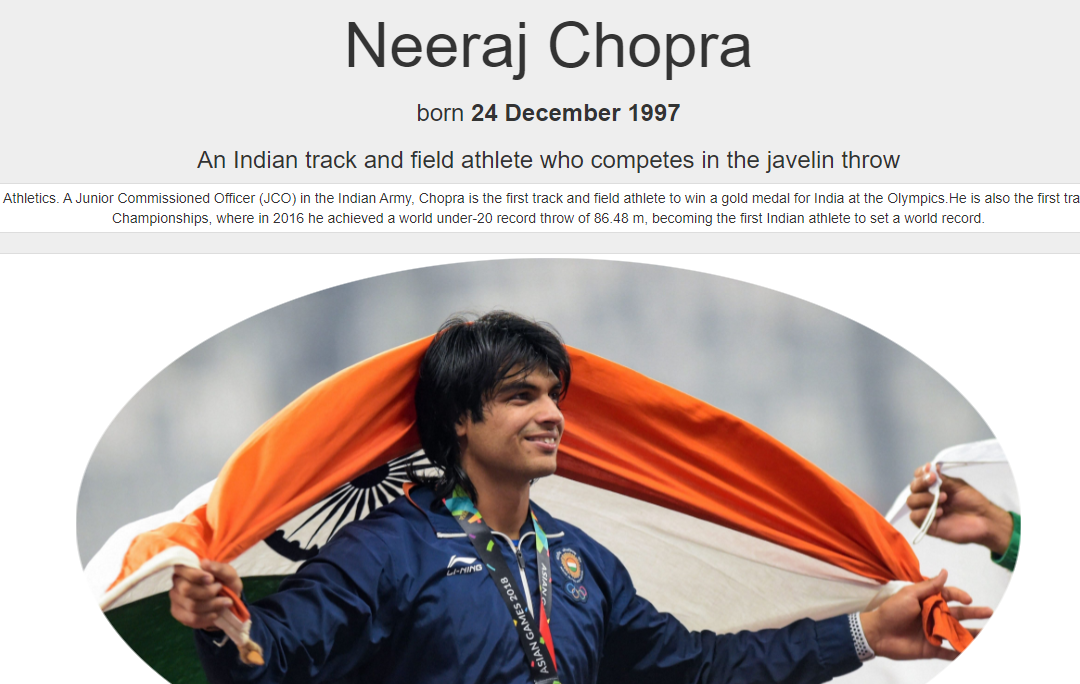 Neeraj Chopra
born 24 December 1997
An Indian track and field athlete who competes in the javelin throw
Athletics. A Junior Commissioned Officer (JCO) in the Indian Army, Chopra is the first track and field athlete to win a gold medal for India at the Olympics.He is also the first tra
Championships, where in 2016 he achieved a world under-20 record throw of 86.48 m, becoming the first Indian athlete to set a world record.
LI-NING
ASIAN GAMES 2018
ASIAN